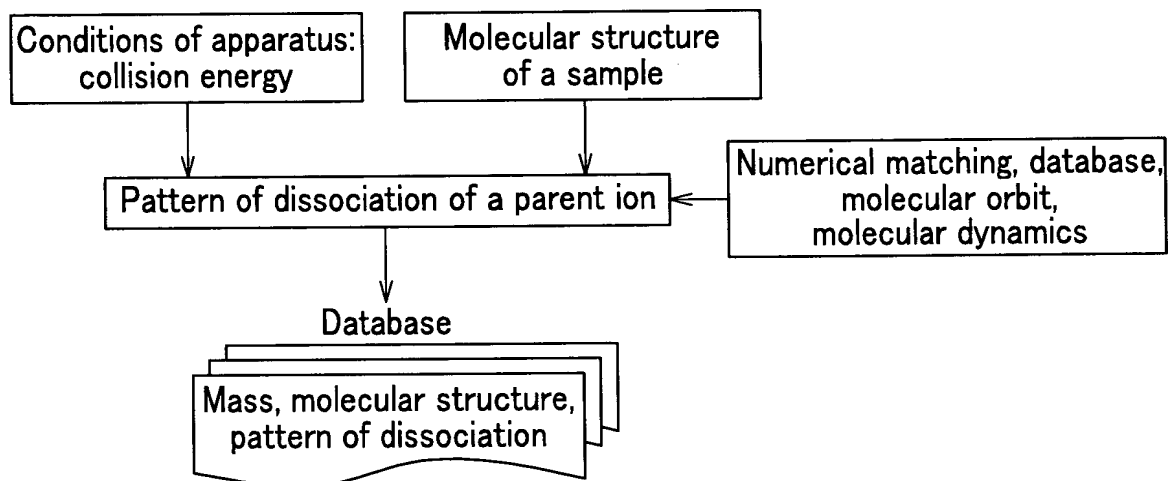 Conditions of apparatus:
collision energy
Molecular structure
of a sample
Pattern of dissociation of a parent ion
Numerical matching, database,
molecular orbit,
molecular dynamics
Database
Mass, molecular structure,
pattern of dissociation